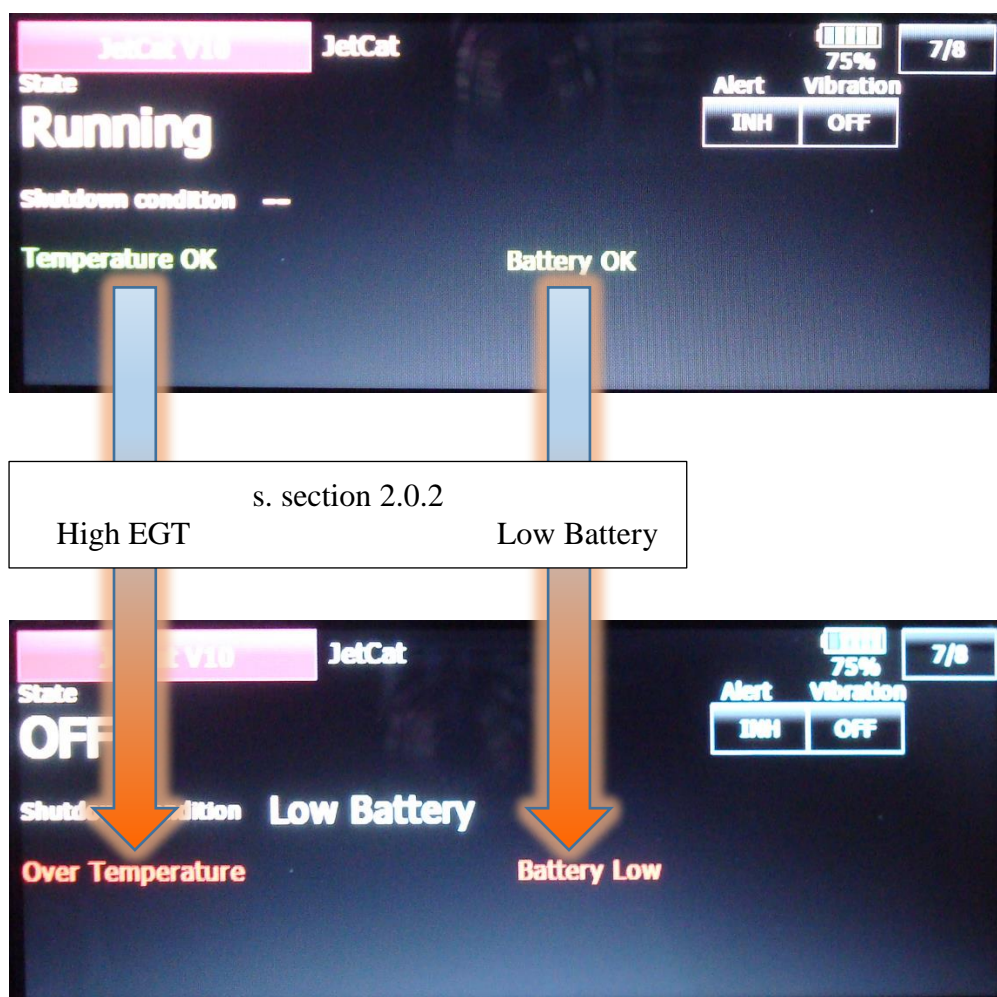 JetCat V10 JetCat 75% 7/8
State Alert Vibration
Running INH OFF
Shutdown condition --
Temperature OK Battery OK
s. section 2.0.2
High EGT Low Battery
V10 JetCat 75% 7/8
State Alert Vibration
OFF INH OFF
Low Battery
Over Temperature Battery Low